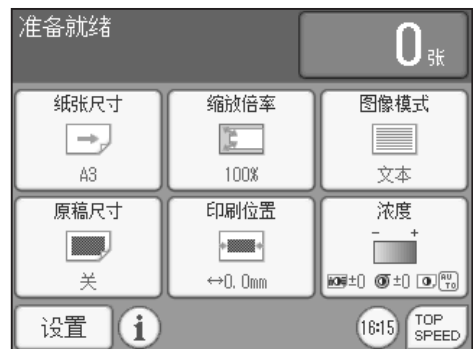 准备就绪
0张
纸张尺寸 缩放倍率 图像模式
A3 100% 文本
原稿尺寸 印刷位置 浓度
- +
关 ↔0.0mm ±0 ±0 AUTO
设置 i 16:15 TOP SPEED